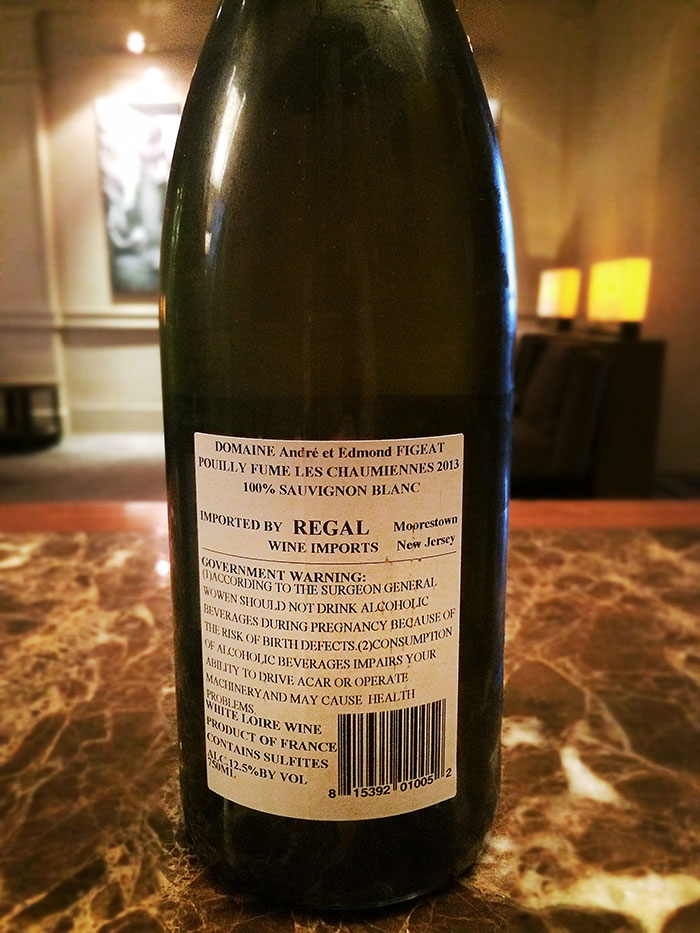 DOMAINE André et Edmond FIGEAT
POUILLY FUME LES CHAUMIENNES 2013
100% SAUVIGNON BLANC
IMPORTED BY REGAL Moorestown
WINE IMPORTS New Jersey
GOVERNMENT WARNING:
(1)ACCORDING TO THE SURGEON GENERAL
WOWEN SHOULD NOT DRINK ALCOHOLIC
BEVERAGES DURING PREGNANCY BECAUSE OF
THE RISK OF BIRTH DEFECTS.(2)CONSUMPTION
OF ALCOHOLIC BEVERAGES IMPAIRS YOUR
ABILITY TO DRIVE ACAR OR OPERATE
MACHINERY AND MAY CAUSE HEALTH
PROBLEMS.
WHITE LOIRE WINE
PRODUCT OF FRANCE
CONTAINS SULFITES
ALC.12.5%BY VOL
750ML
8 15392 01005 2